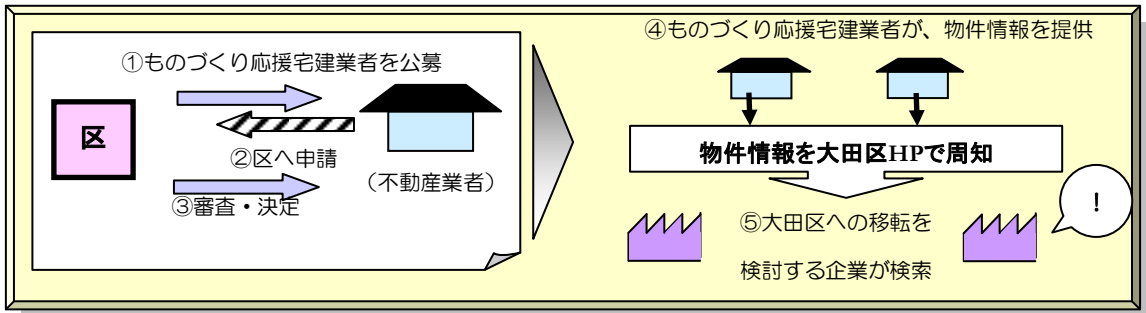 ①ものづくり応援宅建業者を公募
区
②区へ申請
(不動産業者)
③審査・決定
④ものづくり応援宅建業者が、物件情報を提供
物件情報を大田区HPで周知
!
⑤大田区への移転を
検討する企業が検索